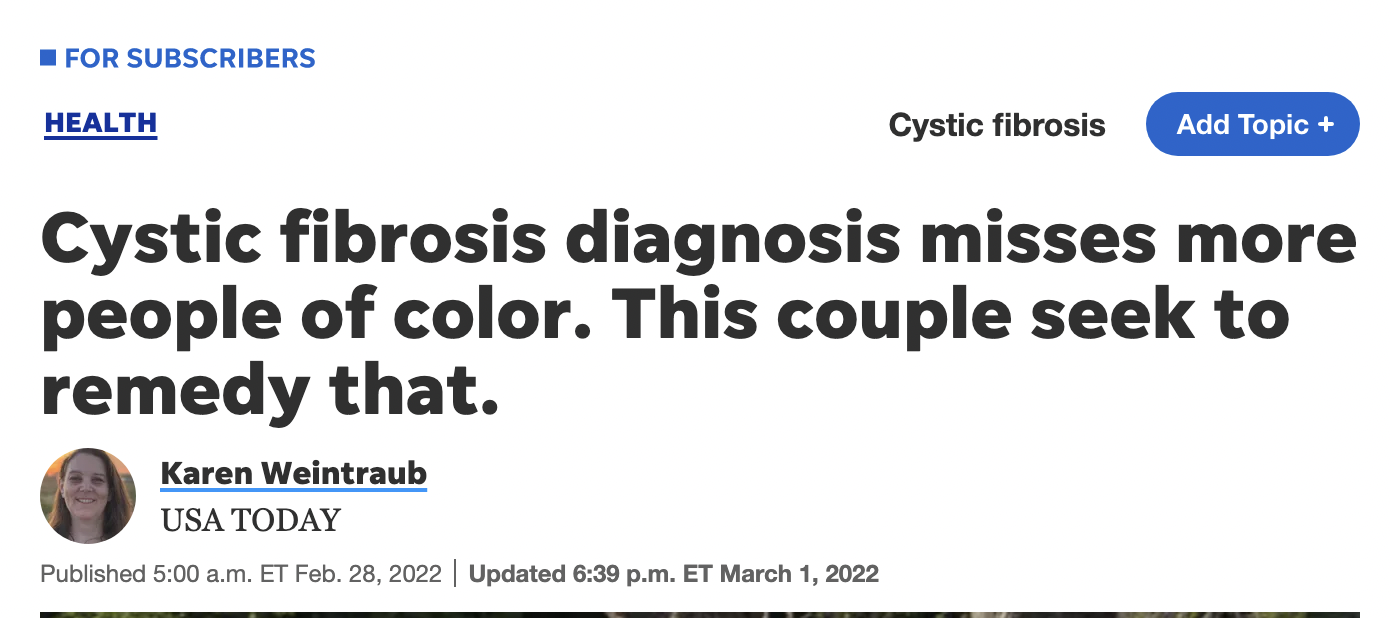 FOR SUBSCRIBERS
HEALTH
Cystic fibrosis
Add Topic +
Cystic fibrosis diagnosis misses more
people of color. This couple seek to
remedy that.
Karen Weintraub
USA TODAY
Published 5:00 a.m. ET Feb. 28, 2022 | Updated 6:39 p.m. ET March 1, 2022